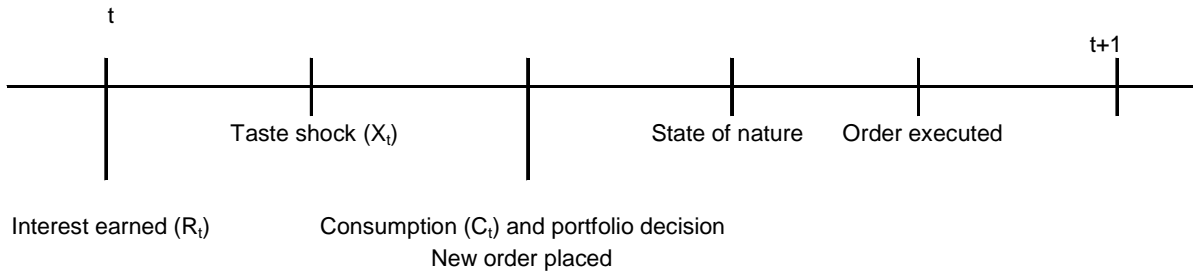 t
t+1
Taste shock (Xt)
State of nature
Order executed
Interest earned (Rt)
Consumption (Ct) and portfolio decision
New order placed